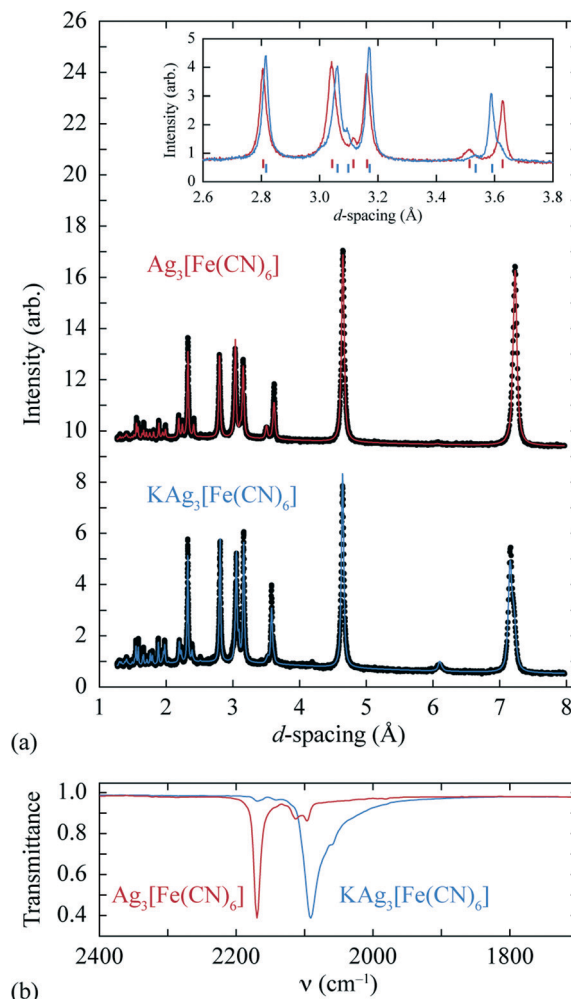 26
24
22
20
18
16
14
12
10
8
6
4
2
0
Intensity (arb.)
5
4
3
2
1
0
Intensity (arb.)
2.6 2.8 3.0 3.2 3.4 3.6 3.8
d-spacing (Å)
Ag3[Fe(CN)6]
KAg3[Fe(CN)6]
1 2 3 4 5 6 7 8
d-spacing (Å)
(a)
1.0
0.8
0.6
0.4
Transmittance
Ag3[Fe(CN)6] KAg3[Fe(CN)6]
2400 2200 2000 1800
ν (cm⁻¹)
(b)